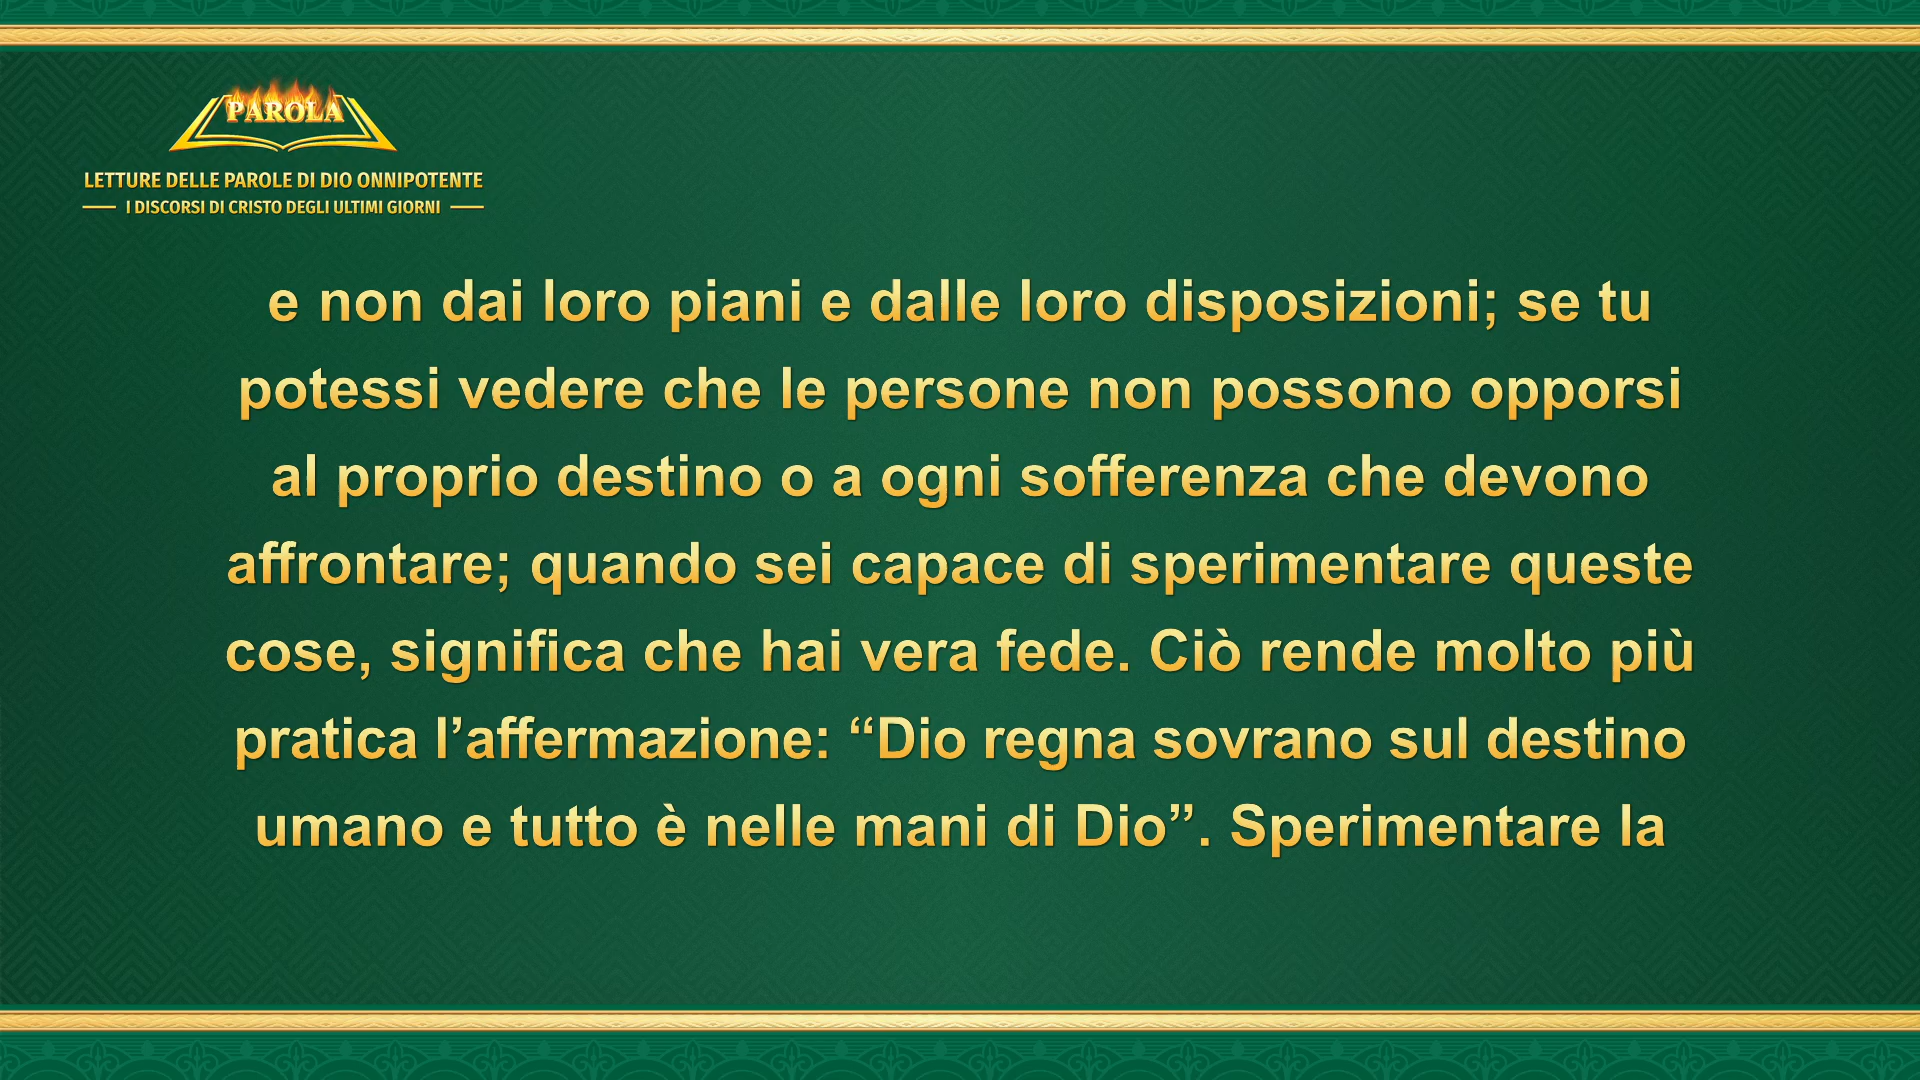 PAROLA
LETTURE DELLE PAROLE DI DIO ONNIPOTENTE
I DISCORSI DI CRISTO DEGLI ULTIMI GIORNI
e non dai loro piani e dalle loro disposizioni; se tu
potessi vedere che le persone non possono opporsi
al proprio destino o a ogni sofferenza che devono
affrontare; quando sei capace di sperimentare queste
cose, significa che hai vera fede. Ciò rende molto più
pratica l’affermazione: “Dio regna sovrano sul destino
umano e tutto è nelle mani di Dio”. Sperimentare la